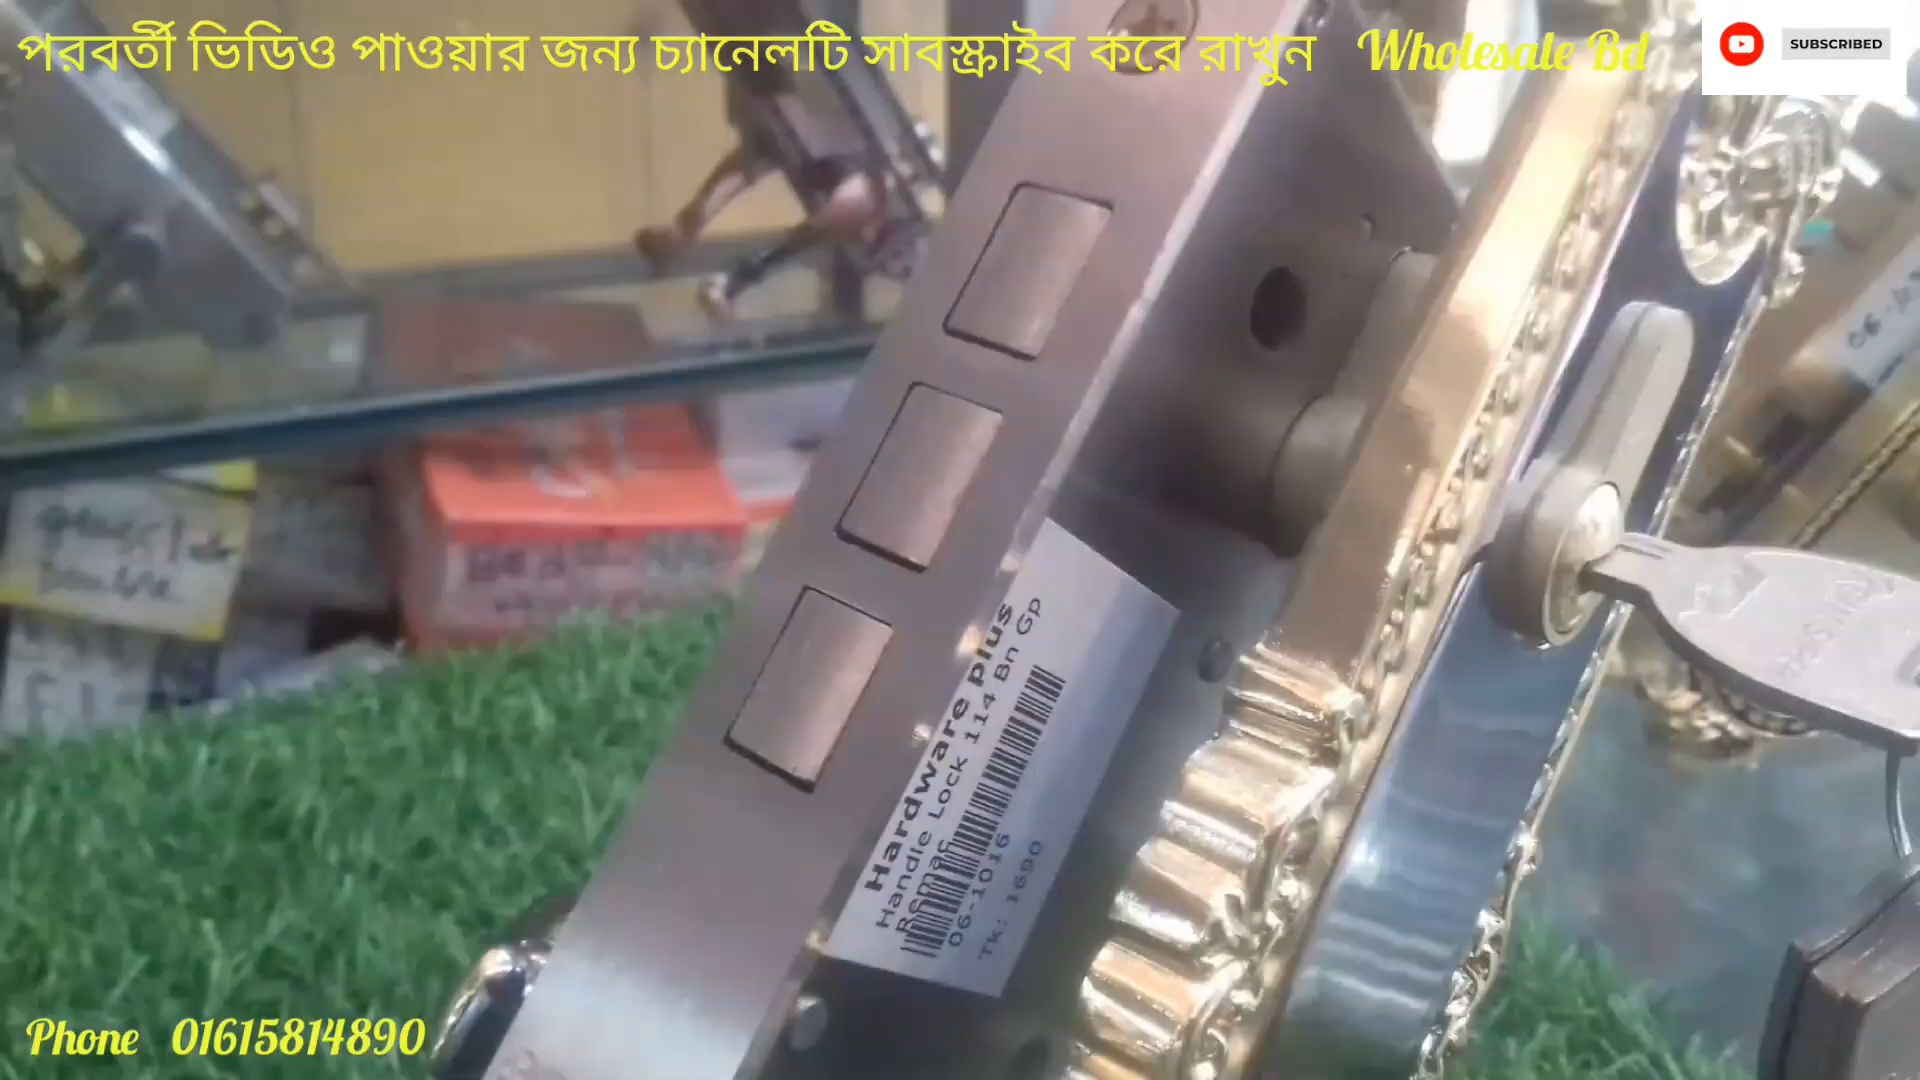 পরবর্তী ভিডিও পাওয়ার জন্য চ্যানেলটি সাবস্ক্রাইব করে রাখুন Wholesale Bd
SUBSCRIBED
Hardware plus
Handle Lock 114 Bn Gp
Remac
06-1016
Tk: 1690
Phone 01615814890